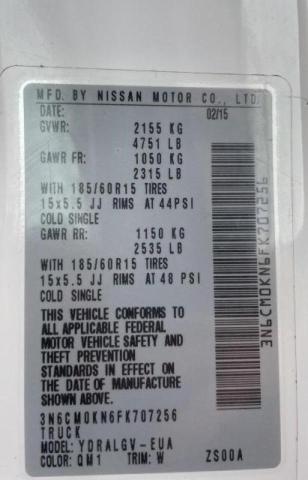 MFD. BY NISSAN MOTOR CO., LTD.
DATE: 02/15
GVWR: 2155 KG
4751 LB
GAWR FR: 1050 KG
2315 LB
WITH 185/60R15 TIRES
15x5.5 JJ RIMS AT 44PSI
COLD SINGLE
GAWR RR: 1150 KG
2535 LB
WITH 185/60R15 TIRES
15x5.5 JJ RIMS AT 48 PSI
COLD SINGLE
THIS VEHICLE CONFORMS TO
ALL APPLICABLE FEDERAL
MOTOR VEHICLE SAFETY AND
THEFT PREVENTION
STANDARDS IN EFFECT ON
THE DATE OF MANUFACTURE
SHOWN ABOVE.
3N6CM0KN6FK707256
TRUCK
MODEL: YDRALGV-EUA
COLOR: QM1 TRIM: W ZS00A
3N6CM0KN6FK707256